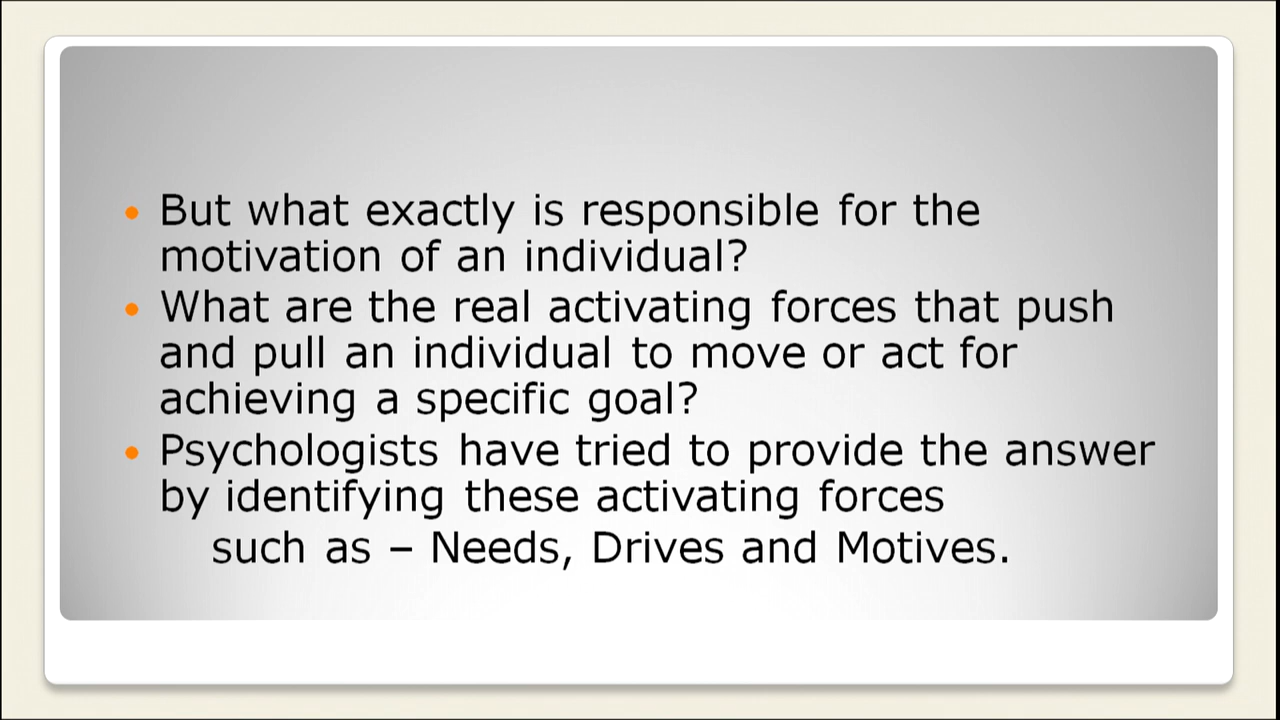 • But what exactly is responsible for the
motivation of an individual?
• What are the real activating forces that push
and pull an individual to move or act for
achieving a specific goal?
• Psychologists have tried to provide the answer
by identifying these activating forces
such as – Needs, Drives and Motives.